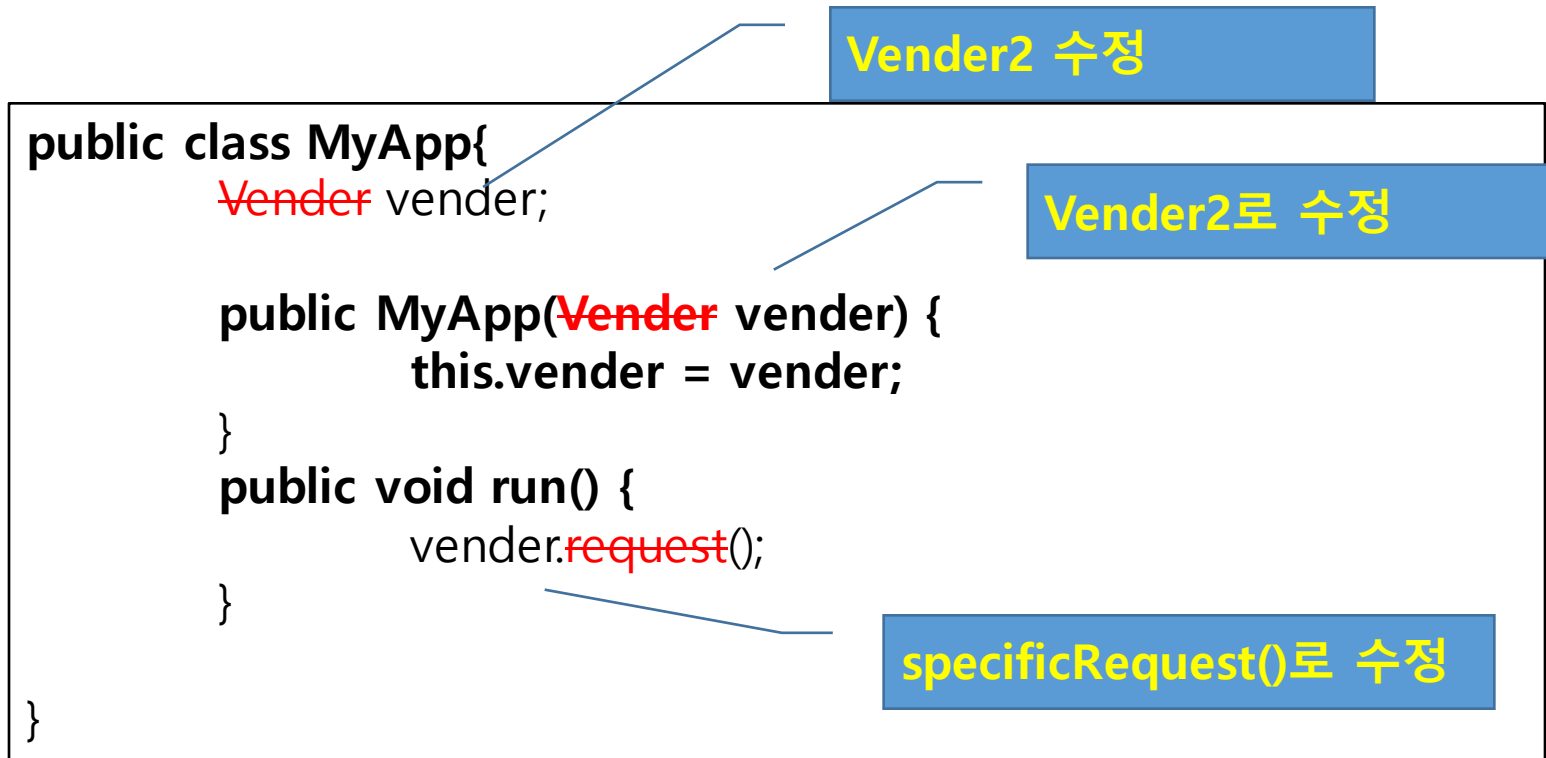 Vender2 수정
public class MyApp{
Vender vender;
Vender2로 수정
public MyApp(Vender vender) {
this.vender = vender;
}
public void run() {
vender.request();
}
specificRequest()로 수정
}